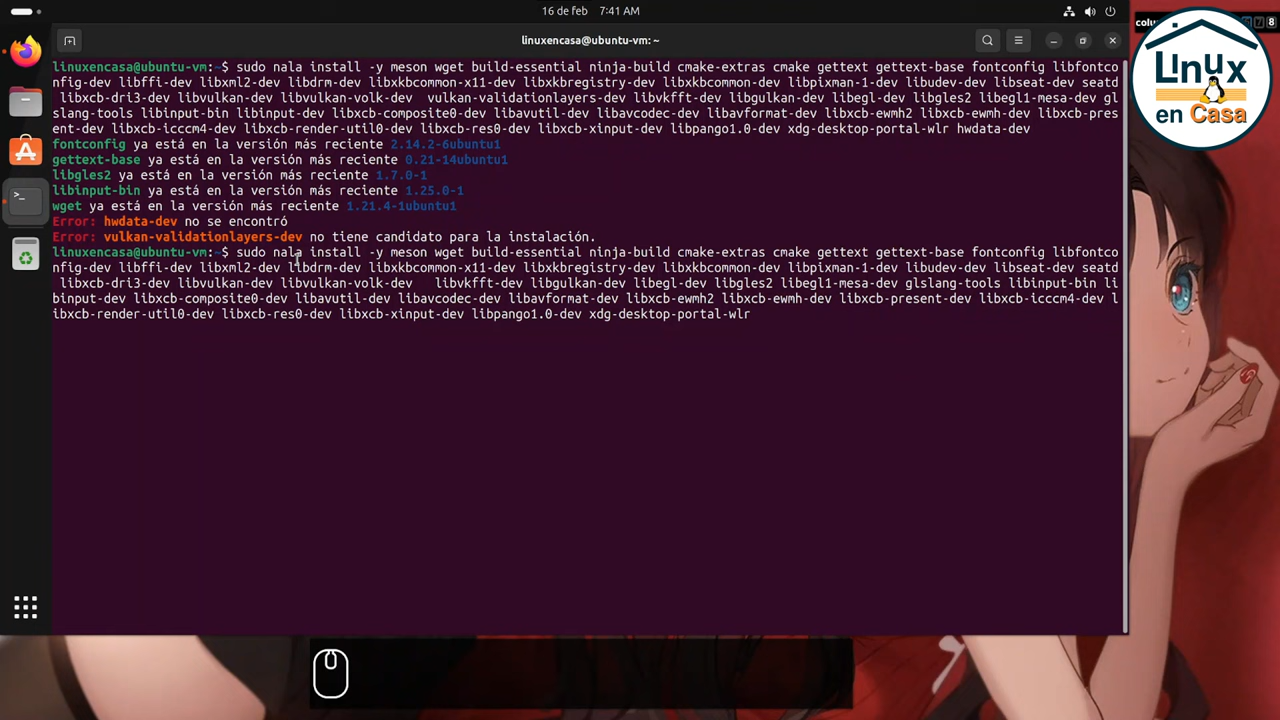 16 de feb 7:41 AM
linuxencasa@ubuntu-vm: ~
colu
7 8
Linux
en Casa
linuxencasa@ubuntu-vm:~$ sudo nala install -y meson wget build-essential ninja-build cmake-extras cmake gettext gettext-base fontconfig libfontco
nfig-dev libffi-dev libxml2-dev libdrm-dev libxkbcommon-x11-dev libxkbregistry-dev libxkbcommon-dev libpixman-1-dev libudev-dev libseat-dev seatd
libxcb-dri3-dev libvulkan-dev libvulkan-volk-dev vulkan-validationlayers-dev libvkfft-dev libgulkan-dev libegl-dev libgles2 libegl1-mesa-dev gl
slang-tools libinput-bin libinput-dev libxcb-composite0-dev libavutil-dev libavcodec-dev libavformat-dev libxcb-ewmh2 libxcb-ewmh-dev libxcb-pres
ent-dev libxcb-icccm4-dev libxcb-render-util0-dev libxcb-res0-dev libxcb-xinput-dev libpango1.0-dev xdg-desktop-portal-wlr hwdata-dev
fontconfig ya está en la versión más reciente 2.14.2-6ubuntu1
gettext-base ya está en la versión más reciente 0.21-14ubuntu1
libgles2 ya está en la versión más reciente 1.7.0-1
libinput-bin ya está en la versión más reciente 1.25.0-1
wget ya está en la versión más reciente 1.21.4-1ubuntu1
Error: hwdata-dev no se encontró
Error: vulkan-validationlayers-dev no tiene candidato para la instalación.
linuxencasa@ubuntu-vm:~$ sudo nala install -y meson wget build-essential ninja-build cmake-extras cmake gettext gettext-base fontconfig libfontco
nfig-dev libffi-dev libxml2-dev libdrm-dev libxkbcommon-x11-dev libxkbregistry-dev libxkbcommon-dev libpixman-1-dev libudev-dev libseat-dev seatd
libxcb-dri3-dev libvulkan-dev libvulkan-volk-dev libvkfft-dev libgulkan-dev libegl-dev libgles2 libegl1-mesa-dev glslang-tools libinput-bin li
binput-dev libxcb-composite0-dev libavutil-dev libavcodec-dev libavformat-dev libxcb-ewmh2 libxcb-ewmh-dev libxcb-present-dev libxcb-icccm4-dev l
ibxcb-render-util0-dev libxcb-res0-dev libxcb-xinput-dev libpango1.0-dev xdg-desktop-portal-wlr